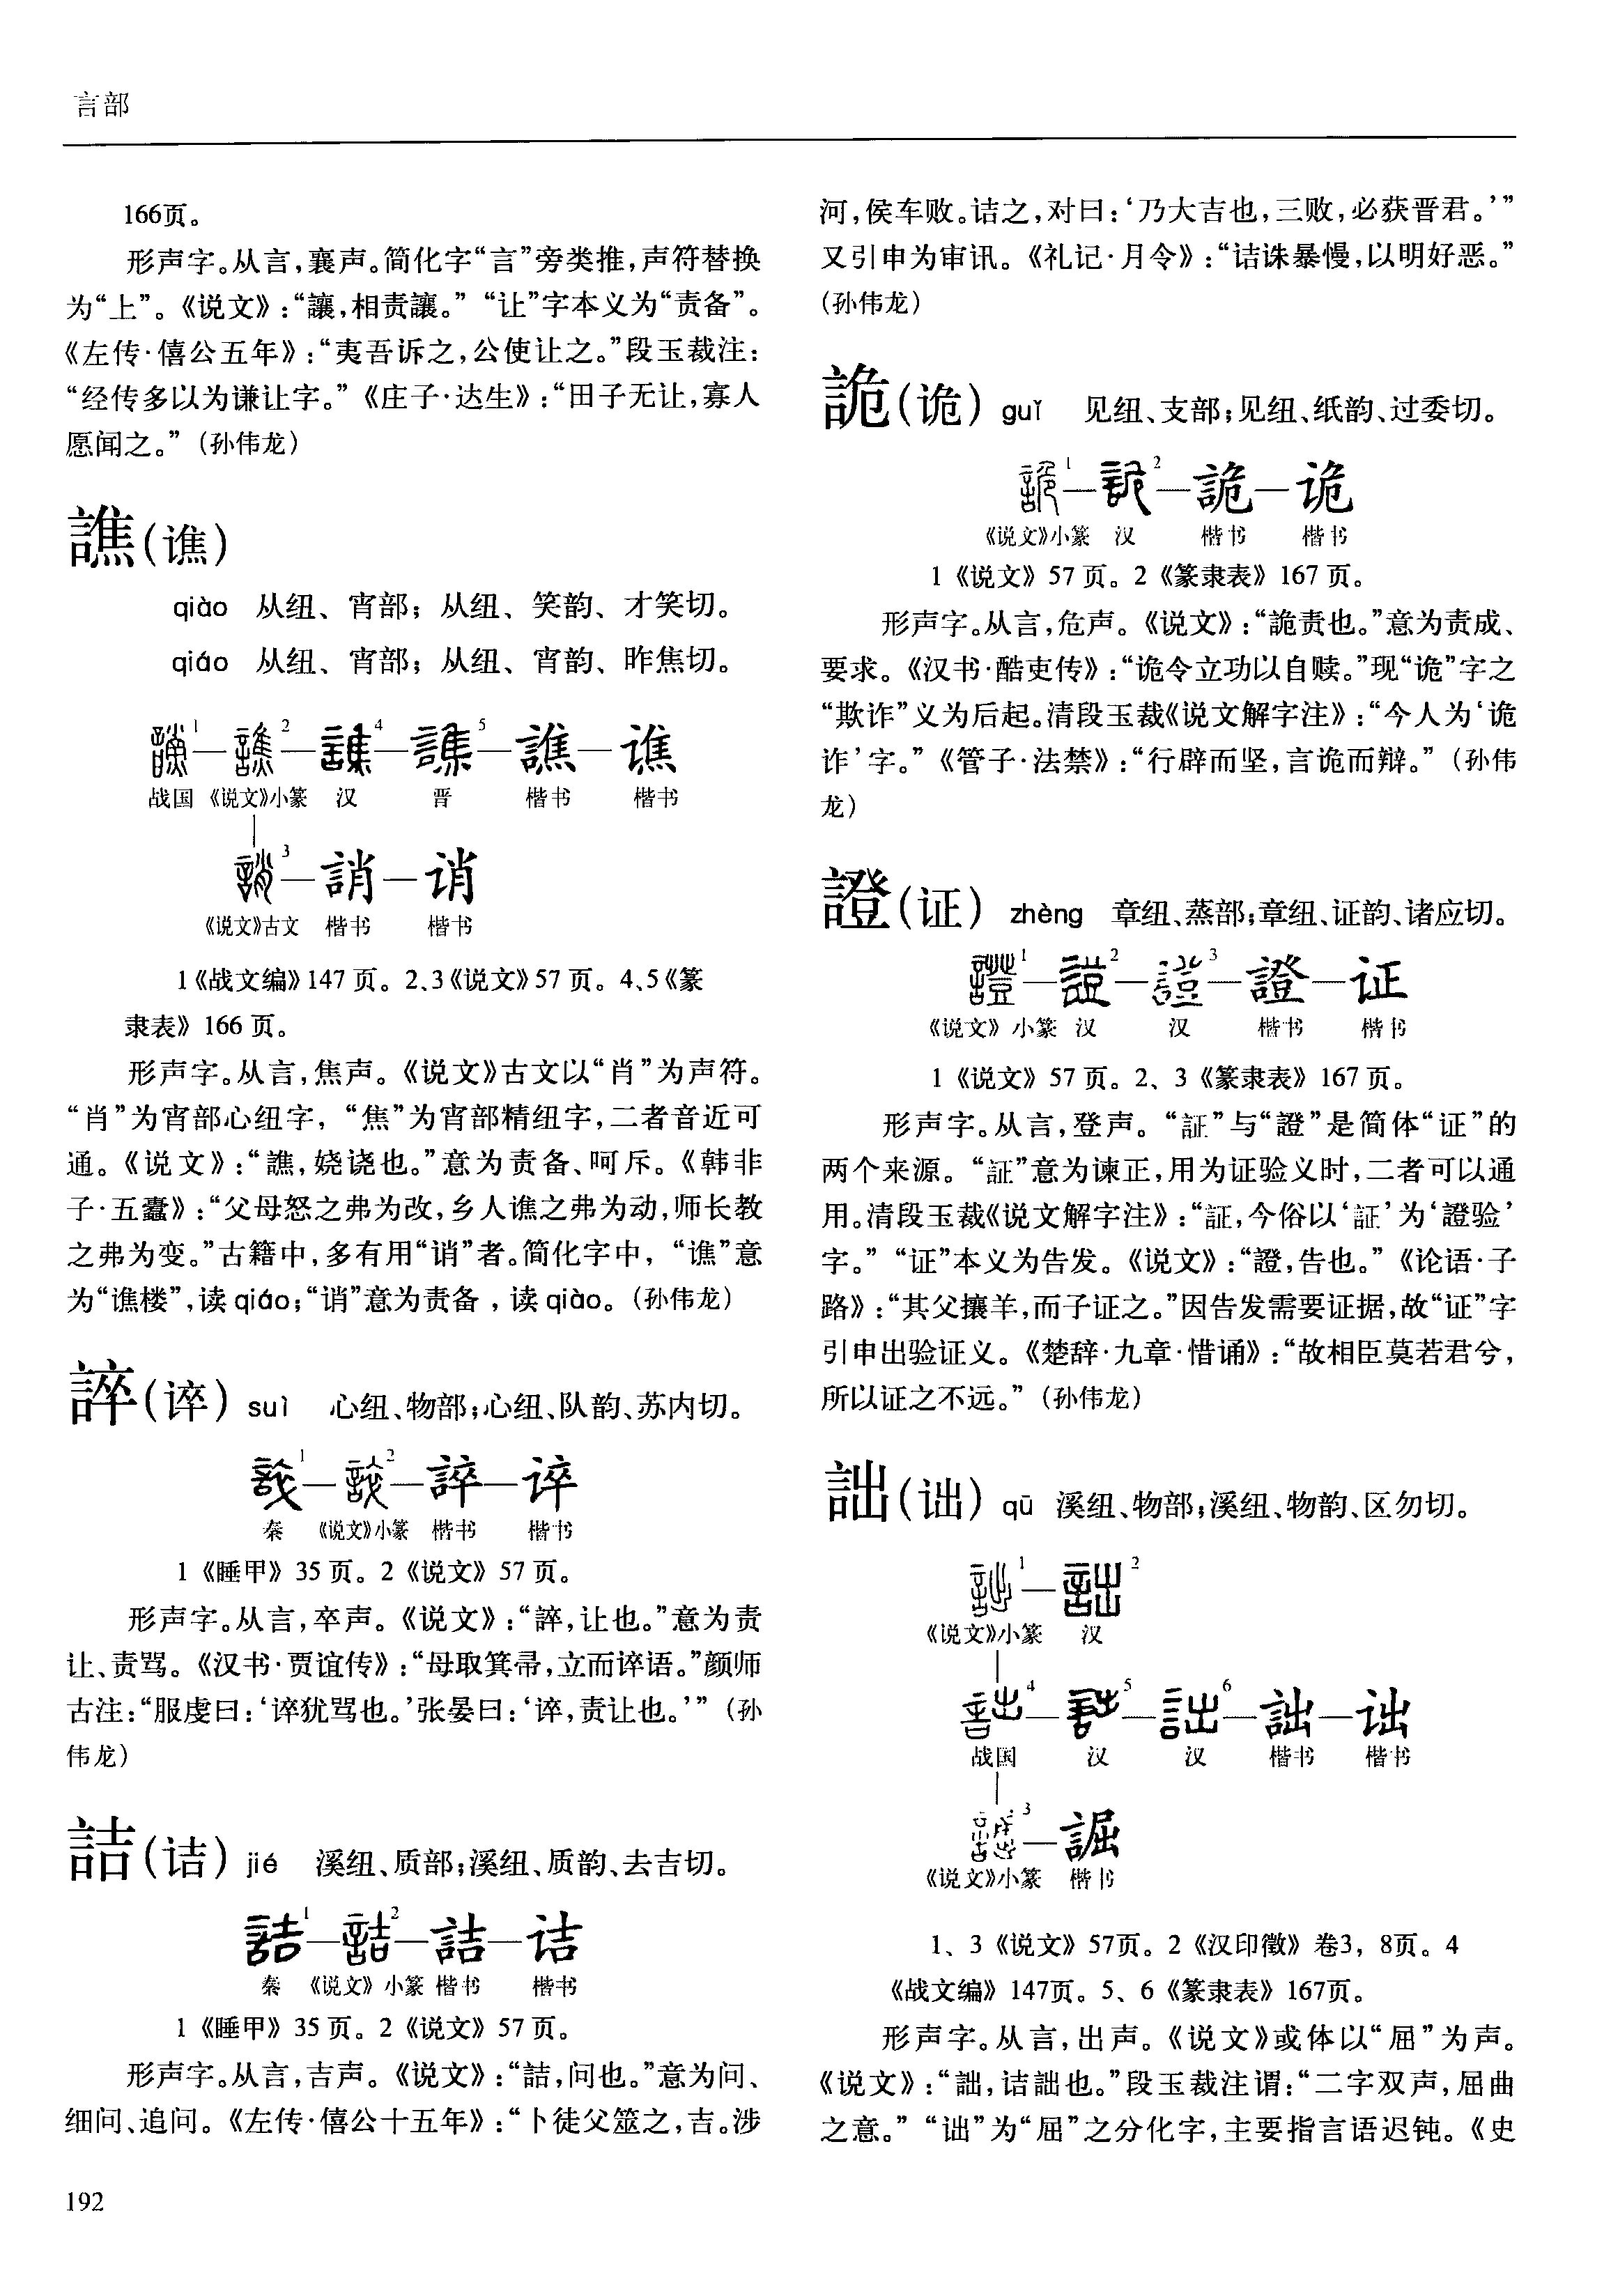 言部
166页。
形声字。从言,襄声。简化字“言”旁类推,声符替换
为“上”。《说文》:“讓,相责讓。”“让”字本义为“责备”。
《左传·僖公五年》:“夷吾诉之,公使让之。”段玉裁注:
“经传多以为谦让字。”《庄子·达生》:“田子无让,寡人
愿闻之。”(孙伟龙)
譙(谯)
qiào 从纽、宵部；从纽、笑韵、才笑切。
qiáo 从纽、宵部；从纽、宵韵、昨焦切。
譙1—譙2—譙4—譙5—譙—谯
战国 《说文》小篆 汉 晋 楷书 楷书
誚3—誚—诮
《说文》古文 楷书 楷书
1《战文编》147页。2、3《说文》57页。4、5《篆
隶表》166页。
形声字。从言,焦声。《说文》古文以“肖”为声符。
“肖”为宵部心纽字，“焦”为宵部精纽字,二者音近可
通。《说文》:“譙,娆譊也。”意为责备、呵斥。《韩非
子·五蠹》:“父母怒之弗为改,乡人谯之弗为动,师长教
之弗为变。”古籍中,多有用“诮”者。简化字中，“谯”意
为“谯楼”,读qiáo;“诮”意为责备,读qiào。(孙伟龙)
誶(谇) suì 心纽、物部;心纽、队韵、苏内切。
誶1—誶2—誶—谇
秦 《说文》小篆 楷书 楷书
1《睡甲》35页。2《说文》57页。
形声字。从言,卒声。《说文》:“誶,让也。”意为责
让、责骂。《汉书·贾谊传》:“母取箕帚,立而谇语。”颜师
古注:“服虔曰:‘谇犹骂也。’张晏曰:‘谇,责让也。’”(孙
伟龙)
詰(诘) jié 溪纽、质部;溪纽、质韵、去吉切。
詰1—詰2—詰—诘
秦 《说文》小篆 楷书 楷书
1《睡甲》35页。2《说文》57页。
形声字。从言,吉声。《说文》:“詰,问也。”意为问、
细问、追问。《左传·僖公十五年》:“卜徒父筮之,吉。涉
192
河,侯车败。诘之,对曰:‘乃大吉也,三败,必获晋君。’”
又引申为审讯。《礼记·月令》:“诘诛暴慢,以明好恶。”
(孙伟龙)
詭(诡) guǐ 见纽、支部;见纽、纸韵、过委切。
詭1—詭2—詭—诡
《说文》小篆 汉 楷书 楷书
1《说文》57页。2《篆隶表》167页。
形声字。从言,危声。《说文》:“詭责也。”意为责成、
要求。《汉书·酷吏传》:“诡令立功以自赎。”现“诡”字之
“欺诈”义为后起。清段玉裁《说文解字注》:“今人为‘诡
诈’字。”《管子·法禁》:“行辟而坚,言诡而辩。”(孙伟
龙)
證(证) zhèng 章纽、蒸部;章纽、证韵、诸应切。
證1—證2—證3—證—证
《说文》小篆 汉 汉 楷书 楷书
1《说文》57页。2、3《篆隶表》167页。
形声字。从言,登声。“証”与“證”是简体“证”的
两个来源。“証”意为谏正,用为证验义时,二者可以通
用。清段玉裁《说文解字注》:“証,今俗以‘証’为‘證验’
字。”“证”本义为告发。《说文》:“證,告也。”《论语·子
路》:“其父攘羊,而子证之。”因告发需要证据,故“证”字
引申出验证义。《楚辞·九章·惜诵》:“故相臣莫若君兮,
所以证之不远。”(孙伟龙)
詘(诎) qū 溪纽、物部;溪纽、物韵、区勿切。
詘1—詘2
《说文》小篆 汉
詘4—詘5—詘6—詘—诎
战国 汉 汉 楷书 楷书
3—誳
《说文》小篆 楷书
1、3《说文》57页。2《汉印徵》卷3，8页。4
《战文编》147页。5、6《篆隶表》167页。
形声字。从言,出声。《说文》或体以“屈”为声。
《说文》:“詘,诘詘也。”段玉裁注谓:“二字双声,屈曲
之意。”“诎”为“屈”之分化字,主要指言语迟钝。《史